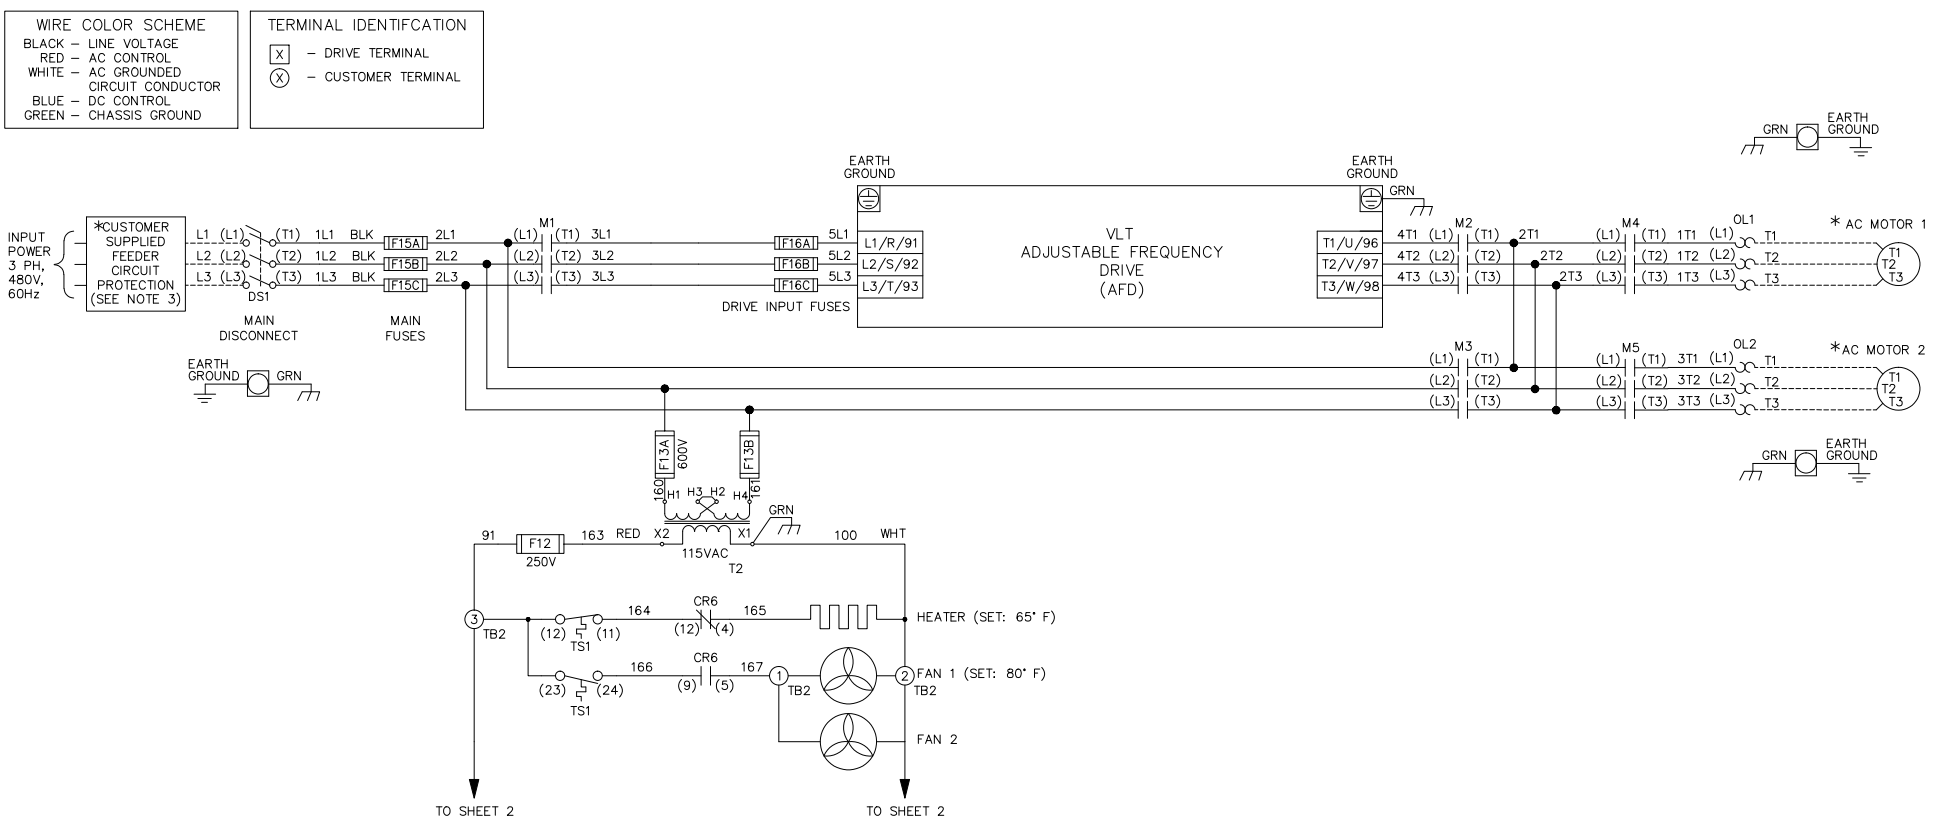 WIRE COLOR SCHEME
BLACK – LINE VOLTAGE
RED – AC CONTROL
WHITE – AC GROUNDED
CIRCUIT CONDUCTOR
BLUE – DC CONTROL
GREEN – CHASSIS GROUND
TERMINAL IDENTIFCATION
X – DRIVE TERMINAL
X – CUSTOMER TERMINAL
GRN
EARTH
GROUND
EARTH
GROUND
EARTH
GROUND
GRN
INPUT
POWER
3 PH,
480V,
60Hz
*CUSTOMER
SUPPLIED
FEEDER
CIRCUIT
PROTECTION
(SEE NOTE 3)
L1 (L1) (T1) 1L1 BLK F15A 2L1 (L1) M1 (T1) 3L1 F16A 5L1 L1/R/91
L2 (L2) (T2) 1L2 BLK F15B 2L2 (L2) (T2) 3L2 F16B 5L2 L2/S/92
L3 (L3) (T3) 1L3 BLK F15C 2L3 (L3) (T3) 3L3 F16C 5L3 L3/T/93
DS1
MAIN
DISCONNECT
MAIN
FUSES
DRIVE INPUT FUSES
VLT
ADJUSTABLE FREQUENCY
DRIVE
(AFD)
T1/U/96 4T1 (L1) M2 (T1) 2T1 (L1) M4 (T1) 1T1 (L1) OL1 T1
T2/V/97 4T2 (L2) (T2) 2T2 (L2) (T2) 1T2 (L2) T2
T3/W/98 4T3 (L3) (T3) 2T3 (L3) (T3) 1T3 (L3) T3
* AC MOTOR 1
T1
T2
T3
EARTH
GROUND GRN
(L1) M3 (T1) (L1) M5 (T1) 3T1 (L1) OL2 T1
(L2) (T2) (L2) (T2) 3T2 (L2) T2
(L3) (T3) (L3) (T3) 3T3 (L3) T3
*AC MOTOR 2
T1
T2
T3
GRN
EARTH
GROUND
F13A
600V
F13B
160
161
H1 H3 H2 H4
GRN
91 F12 163 RED X2 X1 100 WHT
250V
115VAC
T2
3
TB2
(12) (11) 164 CR6 165 HEATER (SET: 65° F)
TS1
(12) (4)
(23) (24) 166 CR6 167 1 2 FAN 1 (SET: 80° F)
TS1
(9) (5) TB2 TB2
FAN 2
TO SHEET 2
TO SHEET 2